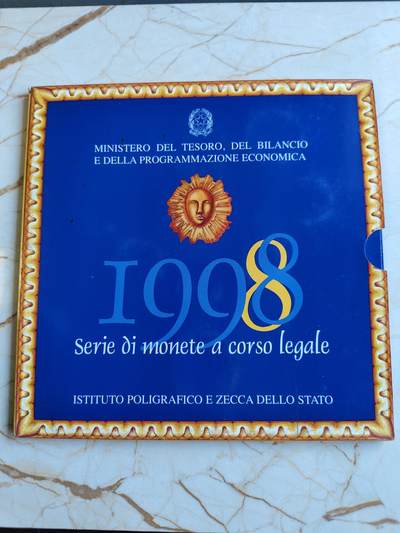 MINISTERO DEL TESORO, DEL BILANCIO
E DELLA PROGRAMMAZIONE ECONOMICA
1998
Serie di monete a corso legale
ISTITUTO POLIGRAFICO E ZECCA DELLO STATO